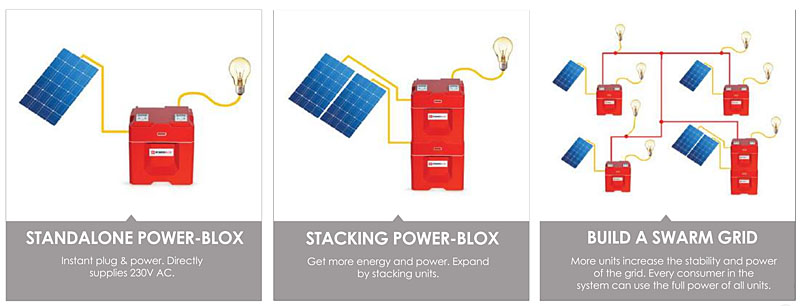 STANDALONE POWER-BLOX
Instant plug & power. Directly
supplies 230V AC.
STACKING POWER-BLOX
Get more energy and power. Expand
by stacking units.
BUILD A SWARM GRID
More units increase the stability and power
of the grid. Every consumer in the
system can use the full power of all units.